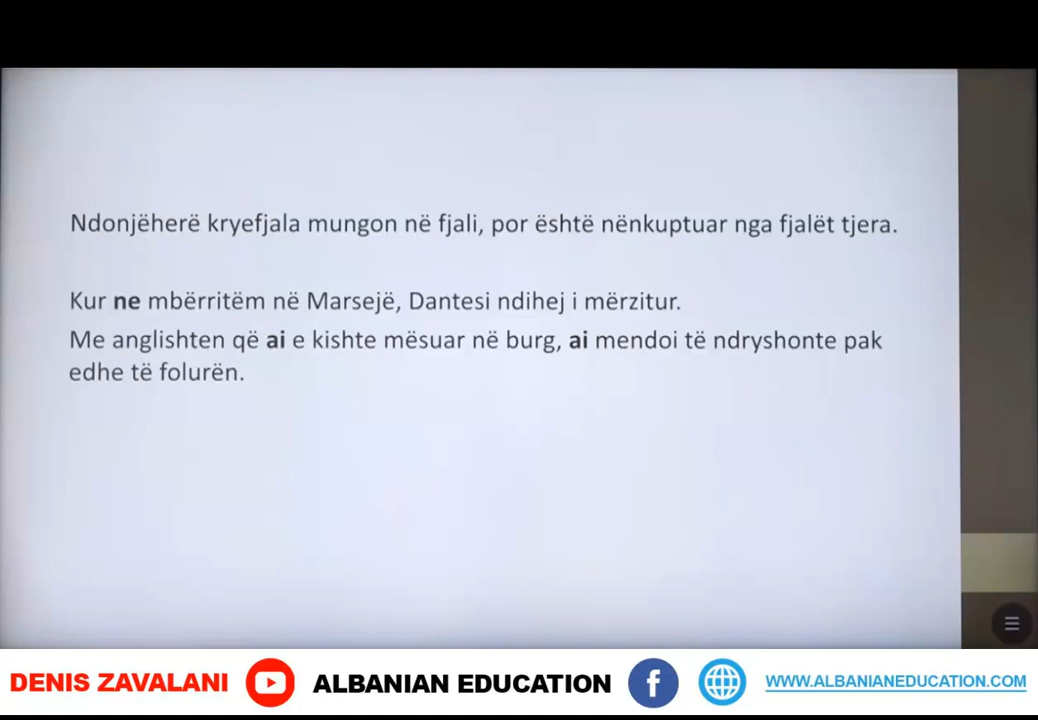 Ndonjëherë kryefjala mungon në fjali, por është nënkuptuar nga fjalët tjera.
Kur ne mbërritëm në Marsejë, Dantesi ndihej i mërzitur.
Me anglishten që ai e kishte mësuar në burg, ai mendoi të ndryshonte pak
edhe të folurën.
DENIS ZAVALANI ALBANIAN EDUCATION WWW.ALBANIANEDUCATION.COM